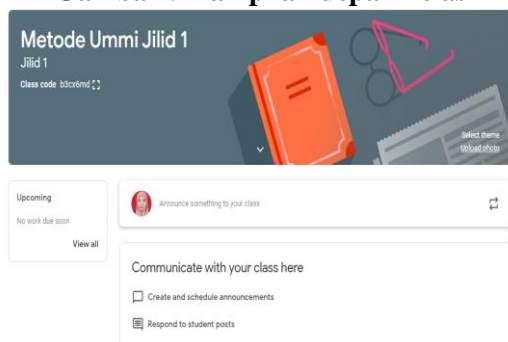 Metode Ummi Jilid 1
Jilid 1
Class code b3cx6md
Select theme
Upload photo
Upcoming
No work due soon
View all
Announce something to your class
Communicate with your class here
Create and schedule announcements
Respond to student posts